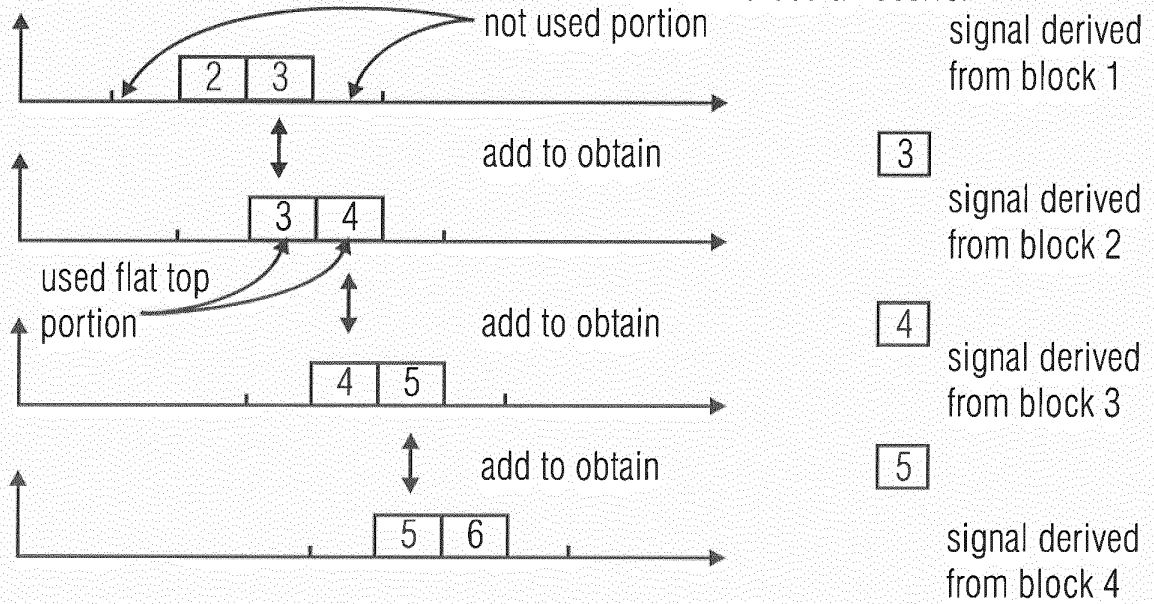 not used portion
signal derived
from block 1
2 3
add to obtain
3
3 4
signal derived
from block 2
used flat top
portion
add to obtain
4
4 5
signal derived
from block 3
add to obtain
5
5 6
signal derived
from block 4